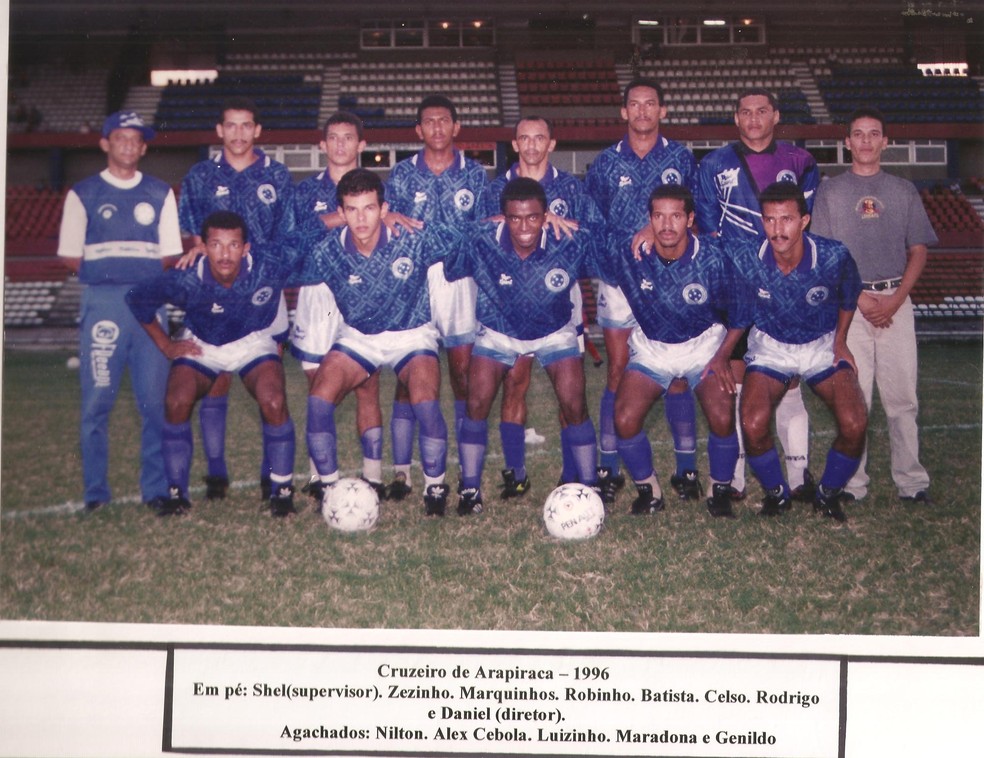 Cruzeiro de Arapiraca – 1996
Em pé: Shel(supervisor). Zezinho. Marquinhos. Robinho. Batista. Celso. Rodrigo
e Daniel (diretor).
Agachados: Nilton. Alex Cebola. Luizinho. Maradona e Genildo